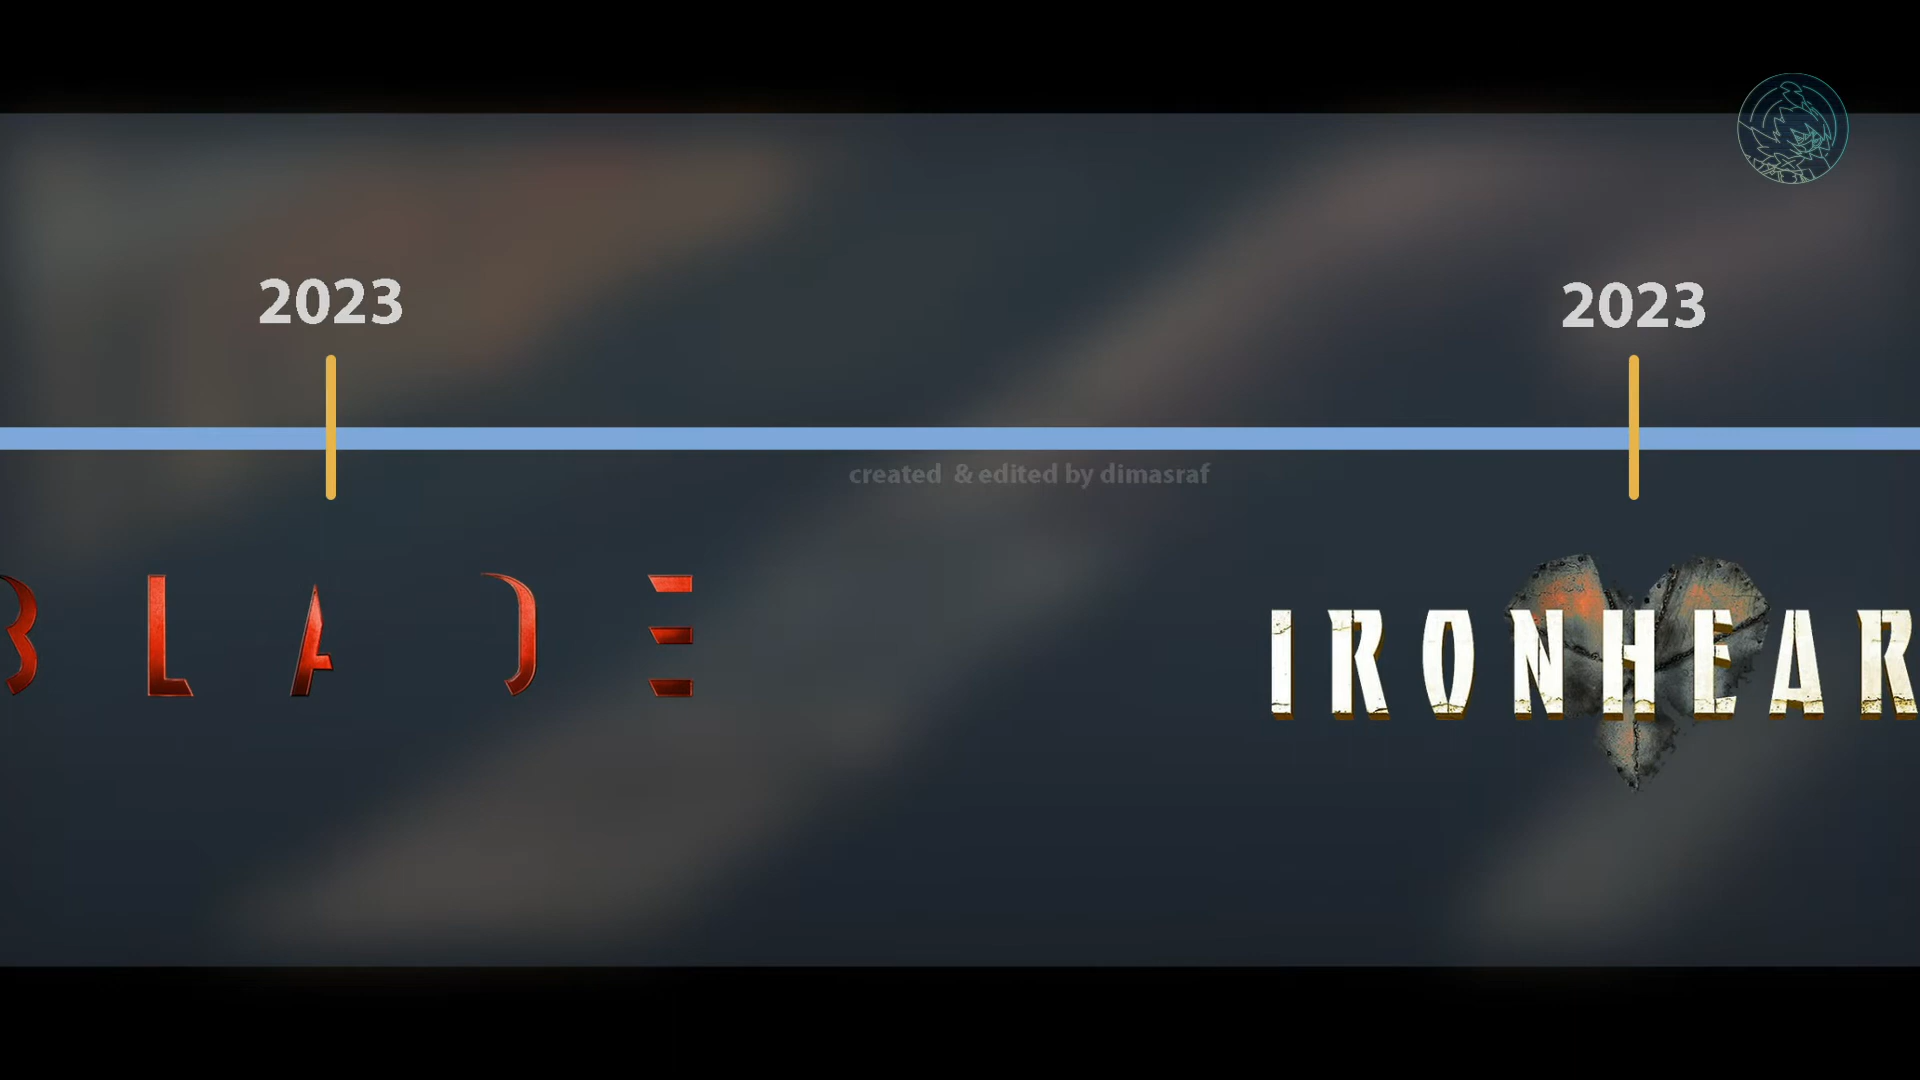 2023
2023
created & edited by dimasraf
BLADE
IRONHEAR